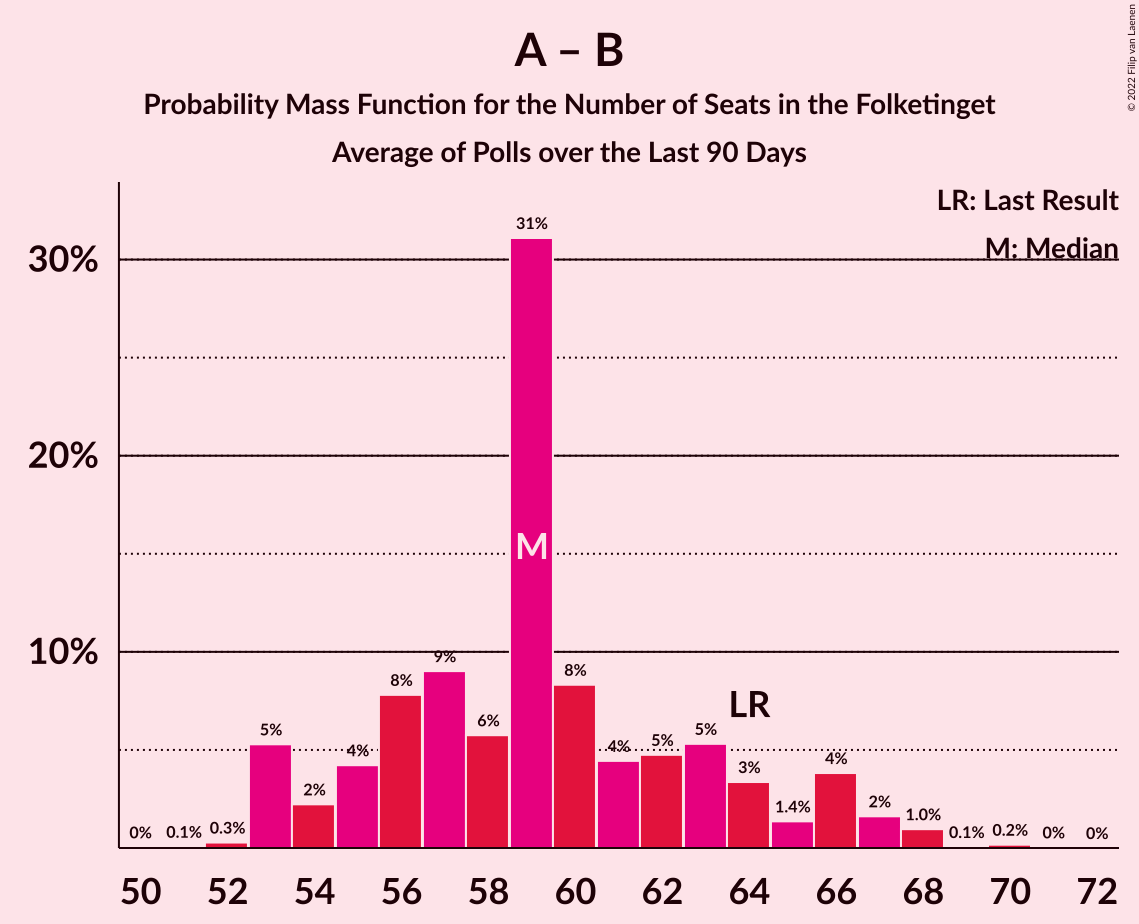 A – B
Probability Mass Function for the Number of Seats in the Folketinget
Average of Polls over the Last 90 Days
© 2022 Filip van Laenen
LR: Last Result
M: Median
30%
20%
10%
0%
0.1%
0.3%
5%
2%
4%
8%
9%
6%
31%
M
8%
4%
5%
5%
LR
3%
1.4%
4%
2%
1.0%
0.1%
0.2%
0%
0%
50 52 54 56 58 60 62 64 66 68 70 72